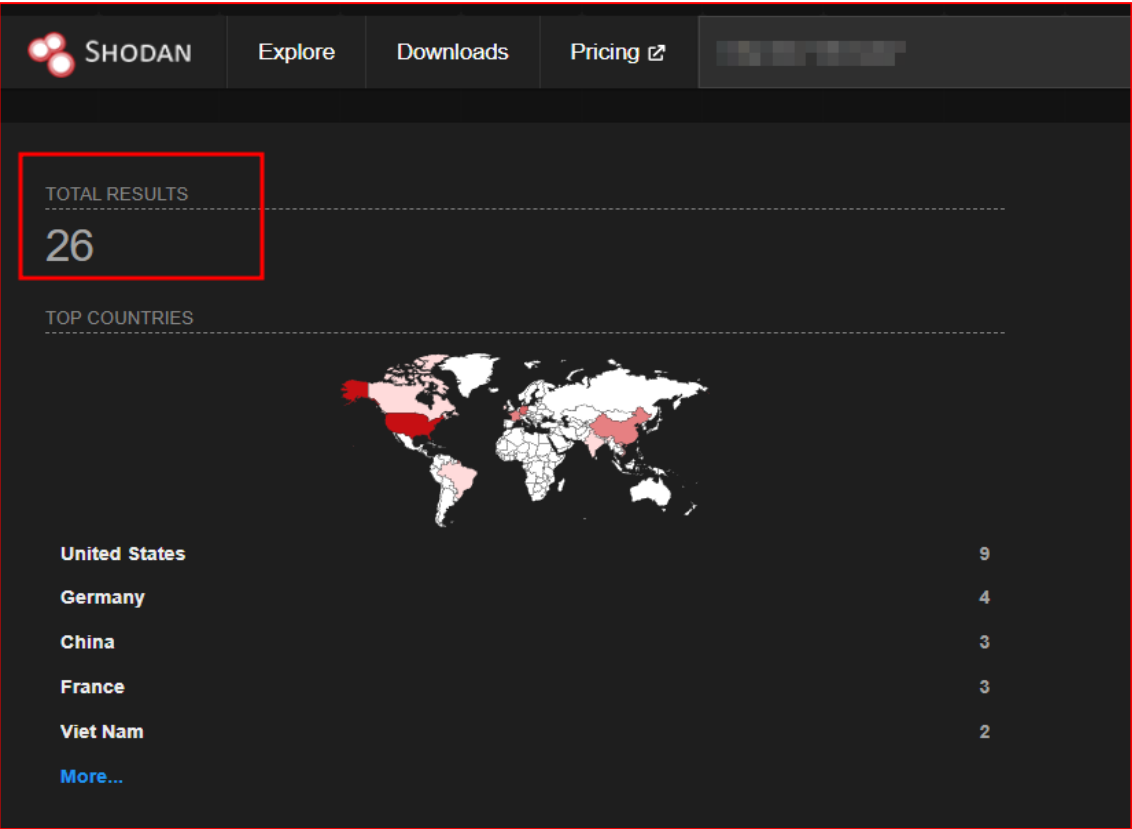 SHODAN Explore Downloads Pricing
TOTAL RESULTS
26
TOP COUNTRIES
United States 9
Germany 4
China 3
France 3
Viet Nam 2
More...